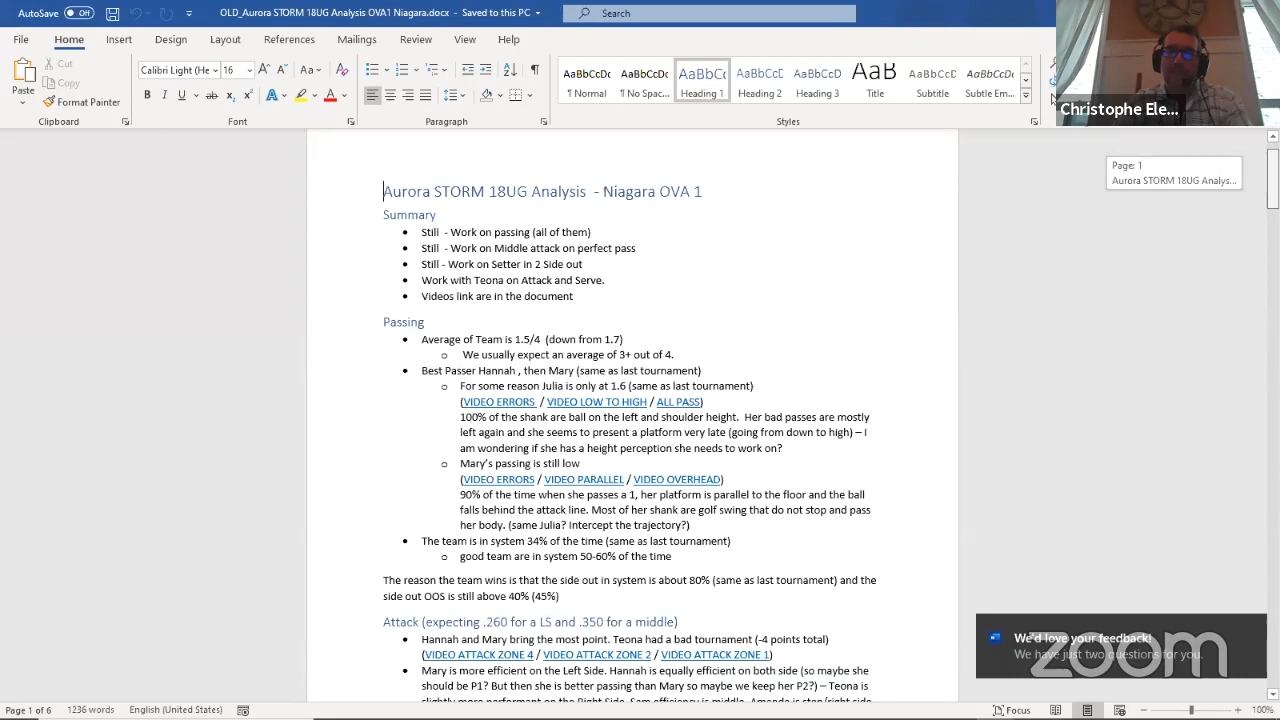 AutoSave Off OLD_Aurora STORM 18UG Analysis OVA1 Niagara.docx - Saved to this PC Search
File Home Insert Design Layout References Mailings Review View Help
Paste Cut Copy Format Painter
Calibri Light (He 16 Aa
AaBbCcDc AaBbCcDc AaBbCc AaBbCcD AaBbCcD AaB AaBbCcD AaBbCcDc
¶ Normal ¶ No Spac... Heading 1 Heading 2 Heading 3 Title Subtitle Subtle Em...
Clipboard Font Paragraph Styles
Christophe Ele...
Page: 1
Aurora STORM 18UG Analys...
Aurora STORM 18UG Analysis - Niagara OVA 1
Summary
• Still - Work on passing (all of them)
• Still - Work on Middle attack on perfect pass
• Still - Work on Setter in 2 Side out
• Work with Teona on Attack and Serve.
• Videos link are in the document
Passing
• Average of Team is 1.5/4 (down from 1.7)
o We usually expect an average of 3+ out of 4.
• Best Passer Hannah , then Mary (same as last tournament)
o For some reason Julia is only at 1.6 (same as last tournament)
(VIDEO ERRORS / VIDEO LOW TO HIGH / ALL PASS)
100% of the shank are ball on the left and shoulder height. Her bad passes are mostly
left again and she seems to present a platform very late (going from down to high) – I
am wondering if she has a height perception she needs to work on?
o Mary's passing is still low
(VIDEO ERRORS / VIDEO PARALLEL / VIDEO OVERHEAD)
90% of the time when she passes a 1, her platform is parallel to the floor and the ball
falls behind the attack line. Most of her shank are golf swing that do not stop and pass
her body. (same Julia? Intercept the trajectory?)
• The team is in system 34% of the time (same as last tournament)
o good team are in system 50-60% of the time
The reason the team wins is that the side out in system is about 80% (same as last tournament) and the
side out OOS is still above 40% (45%)
Attack (expecting .260 for a LS and .350 for a middle)
• Hannah and Mary bring the most point. Teona had a bad tournament (-4 points total)
(VIDEO ATTACK ZONE 4 / VIDEO ATTACK ZONE 2 / VIDEO ATTACK ZONE 1)
• Mary is more efficient on the Left Side. Hannah is equally efficient on both side (so maybe she
should be P1? But then she is better passing than Mary so maybe we keep her P2?) – Teona is
We'd love your feedback!
We have just two questions for you.
zoom
Page 1 of 6 1236 words English (United States) Focus 100%